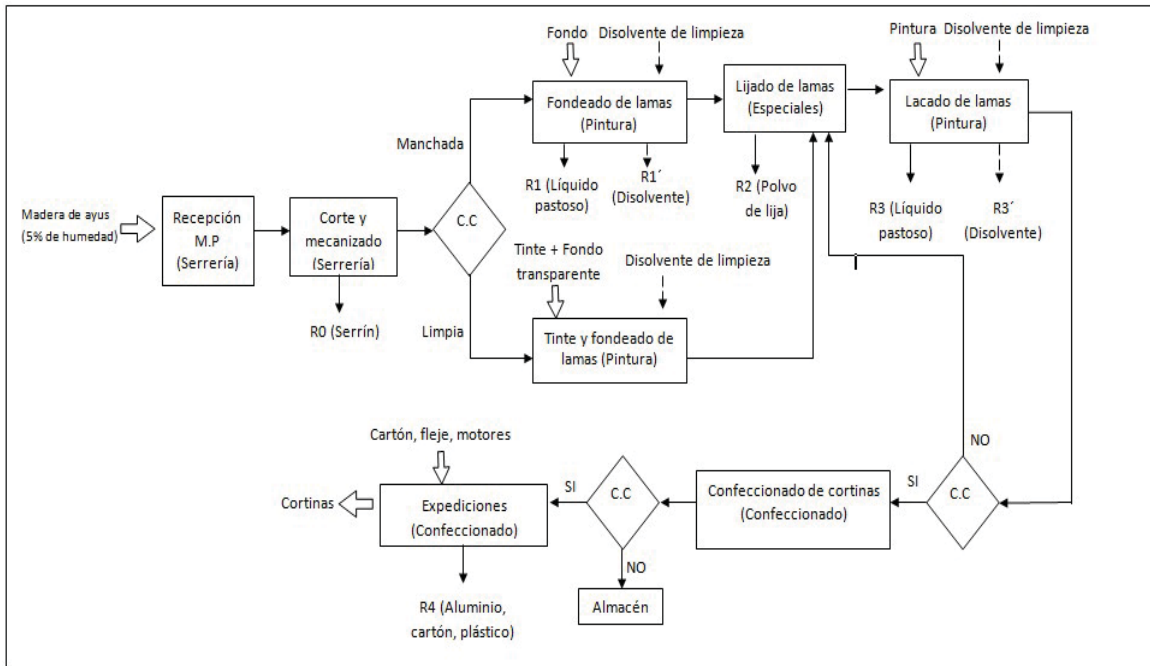 Fondo
Disolvente de limpieza
Pintura
Disolvente de limpieza
Fondeado de lamas
(Pintura)
Lijado de lamas
(Especiales)
Lacado de lamas
(Pintura)
Manchada
R1 (Líquido
pastoso)
R1´
(Disolvente)
R2 (Polvo
de lija)
R3 (Líquido
pastoso)
R3´
(Disolvente)
Madera de ayus
(5% de humedad)
Recepción
M.P
(Serrería)
Corte y
mecanizado
(Serrería)
C.C
R0 (Serrín)
Limpia
Tinte + Fondo
transparente
Disolvente de limpieza
Tinte y fondeado de
lamas (Pintura)
Cartón, fleje, motores
Cortinas
Expediciones
(Confeccionado)
SI
C.C
Confeccionado de cortinas
(Confeccionado)
SI
C.C
NO
NO
Almacén
R4 (Aluminio,
cartón, plástico)